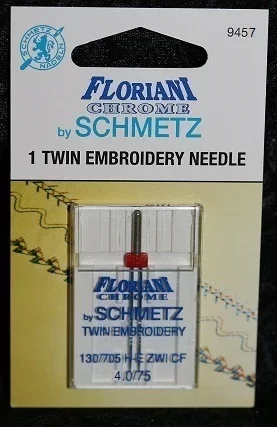 SCHMETZ
NADELN
9457
FLORIANI
CHROME
by SCHMETZ
1 TWIN EMBROIDERY NEEDLE
FLORIANI
CHROME
by
SCHMETZ
TWIN EMBROIDERY
130/705 H-E ZWI CF
4.0/75